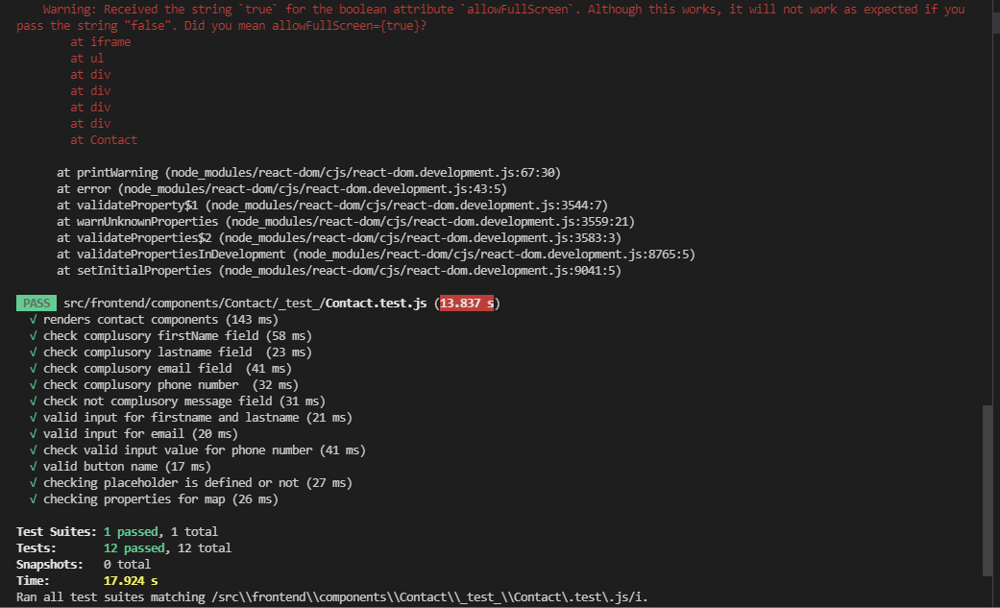 Warning: Received the string `true` for the boolean attribute `allowFullScreen`. Although this works, it will not work as expected if you
pass the string "false". Did you mean allowFullScreen={true}?
at iframe
at ul
at div
at div
at div
at div
at Contact
at printWarning (node_modules/react-dom/cjs/react-dom.development.js:67:30)
at error (node_modules/react-dom/cjs/react-dom.development.js:43:5)
at validateProperty$1 (node_modules/react-dom/cjs/react-dom.development.js:3544:7)
at warnUnknownProperties (node_modules/react-dom/cjs/react-dom.development.js:3559:21)
at validateProperties$2 (node_modules/react-dom/cjs/react-dom.development.js:3583:3)
at validatePropertiesInDevelopment (node_modules/react-dom/cjs/react-dom.development.js:8765:5)
at setInitialProperties (node_modules/react-dom/cjs/react-dom.development.js:9041:5)
PASS src/frontend/components/Contact/_test_/Contact.test.js (13.837 s)
√ renders contact components (143 ms)
√ check complusory firstName field (58 ms)
√ check complusory lastname field (23 ms)
√ check complusory email field (41 ms)
√ check complusory phone number (32 ms)
√ check not complusory message field (31 ms)
√ valid input for firstname and lastname (21 ms)
√ valid input for email (20 ms)
√ check valid input value for phone number (41 ms)
√ valid button name (17 ms)
√ checking placeholder is defined or not (27 ms)
√ checking properties for map (26 ms)
Test Suites: 1 passed, 1 total
Tests: 12 passed, 12 total
Snapshots: 0 total
Time: 17.924 s
Ran all test suites matching /src\\frontend\\components\\Contact\\_test_\\Contact\.test\.js/i.